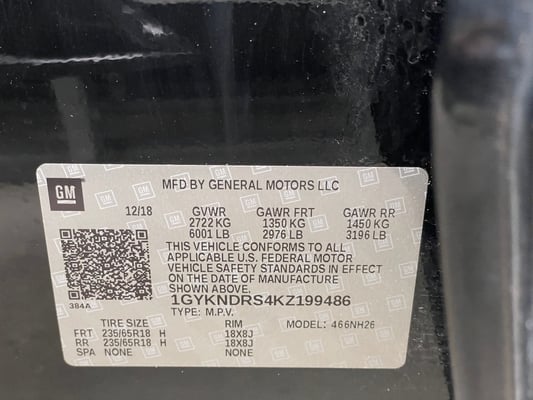 GM
MFD BY GENERAL MOTORS LLC
12/18 GVWR GAWR FRT GAWR RR
2722 KG 1350 KG 1450 KG
6001 LB 2976 LB 3196 LB
THIS VEHICLE CONFORMS TO ALL
APPLICABLE U.S. FEDERAL MOTOR
VEHICLE SAFETY STANDARDS IN EFFECT
ON THE DATE OF MANUFACTURE
SHOWN ABOVE.
384A
1GYKNDRS4KZ199486
TYPE: M.P.V.
TIRE SIZE RIM MODEL: 466NH26
FRT 235/65R18 H 18X8J
RR 235/65R18 H 18X8J
SPA NONE NONE